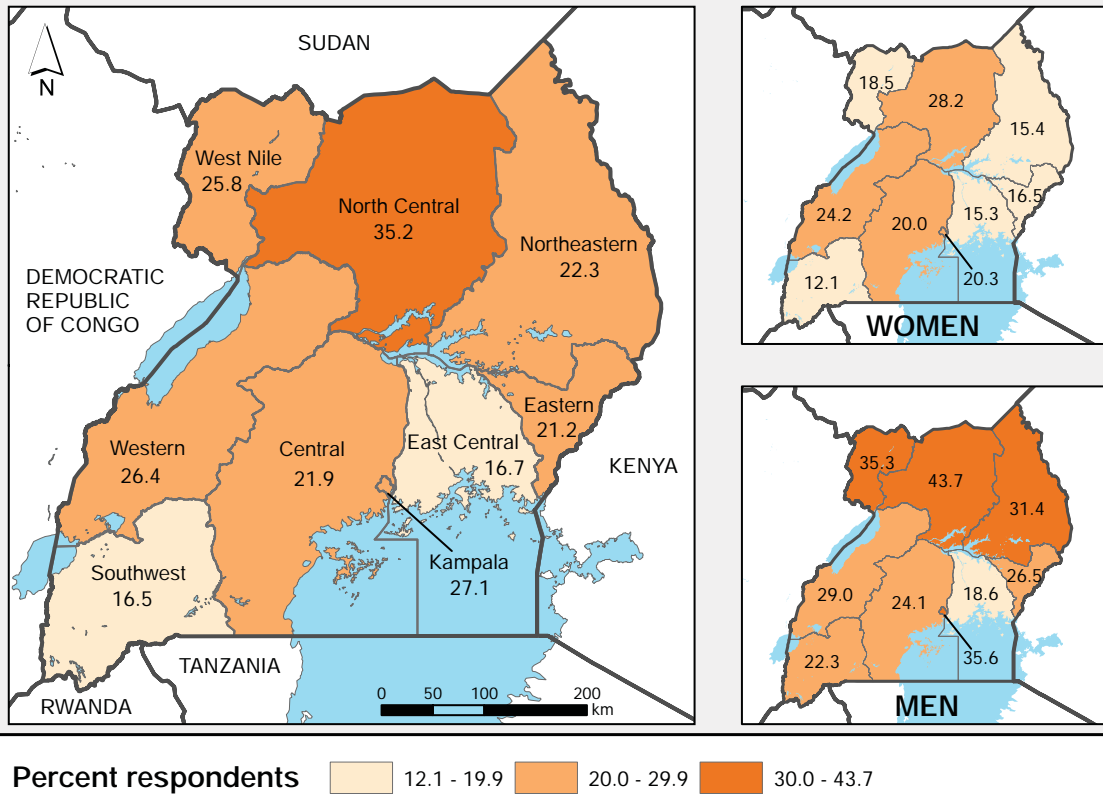 SUDAN
N
West Nile
25.8
North Central
35.2
Northeastern
22.3
DEMOCRATIC
REPUBLIC
OF CONGO
Eastern
21.2
Western
26.4
Central
21.9
East Central
16.7
KENYA
Southwest
16.5
Kampala
27.1
TANZANIA
RWANDA
0 50 100 200
km
18.5
28.2
15.4
16.5
24.2
20.0
15.3
20.3
12.1
WOMEN
35.3
43.7
31.4
26.5
29.0
24.1
18.6
22.3
35.6
MEN
Percent respondents 12.1 - 19.9 20.0 - 29.9 30.0 - 43.7